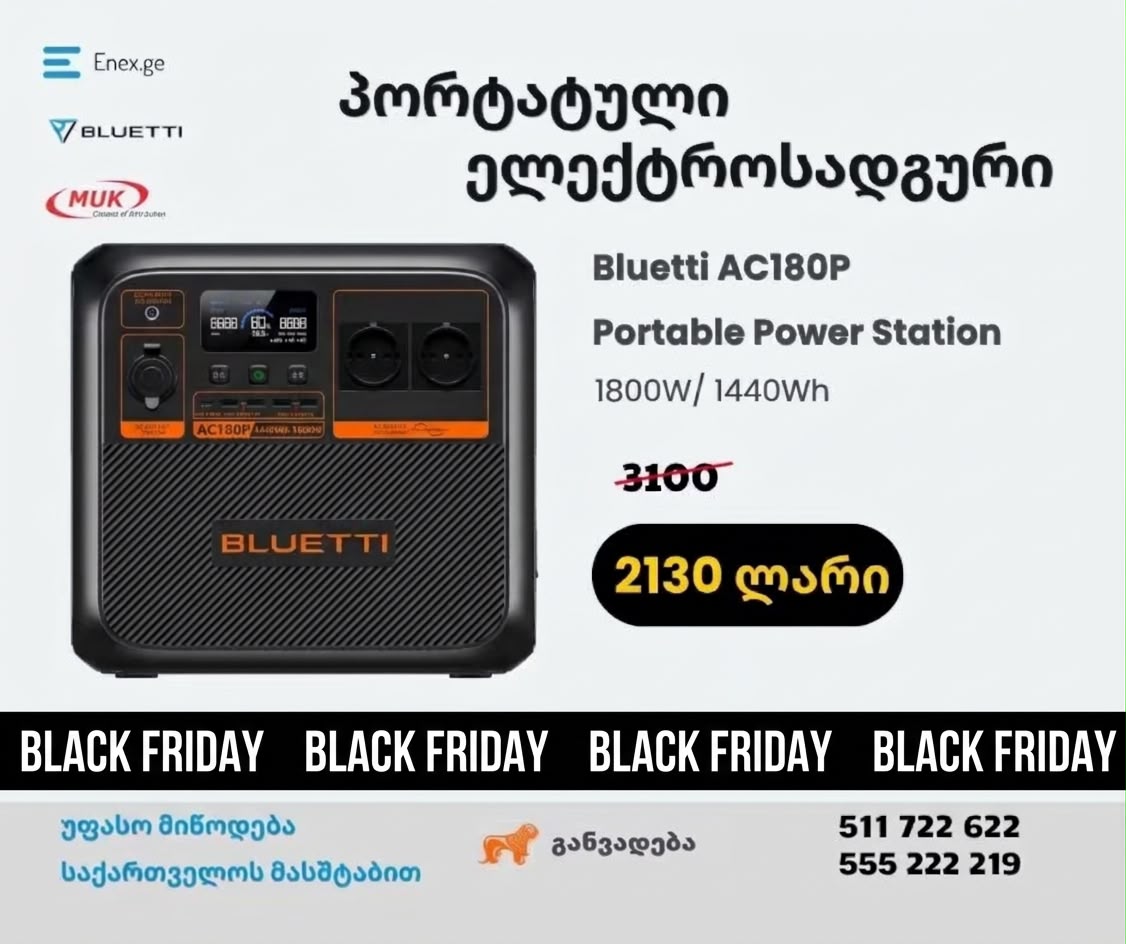 Enex.ge
BLUETTI
MUK
პორტატული
ელექტროსადგური
Bluetti AC180P
Portable Power Station
1800W/ 1440Wh
3100
2130 ლარი
AC180P
BLUETTI
BLACK FRIDAY BLACK FRIDAY BLACK FRIDAY BLACK FRIDAY
უფასო მიწოდება
საქართველოს მასშტაბით
განვადება
511 722 622
555 222 219